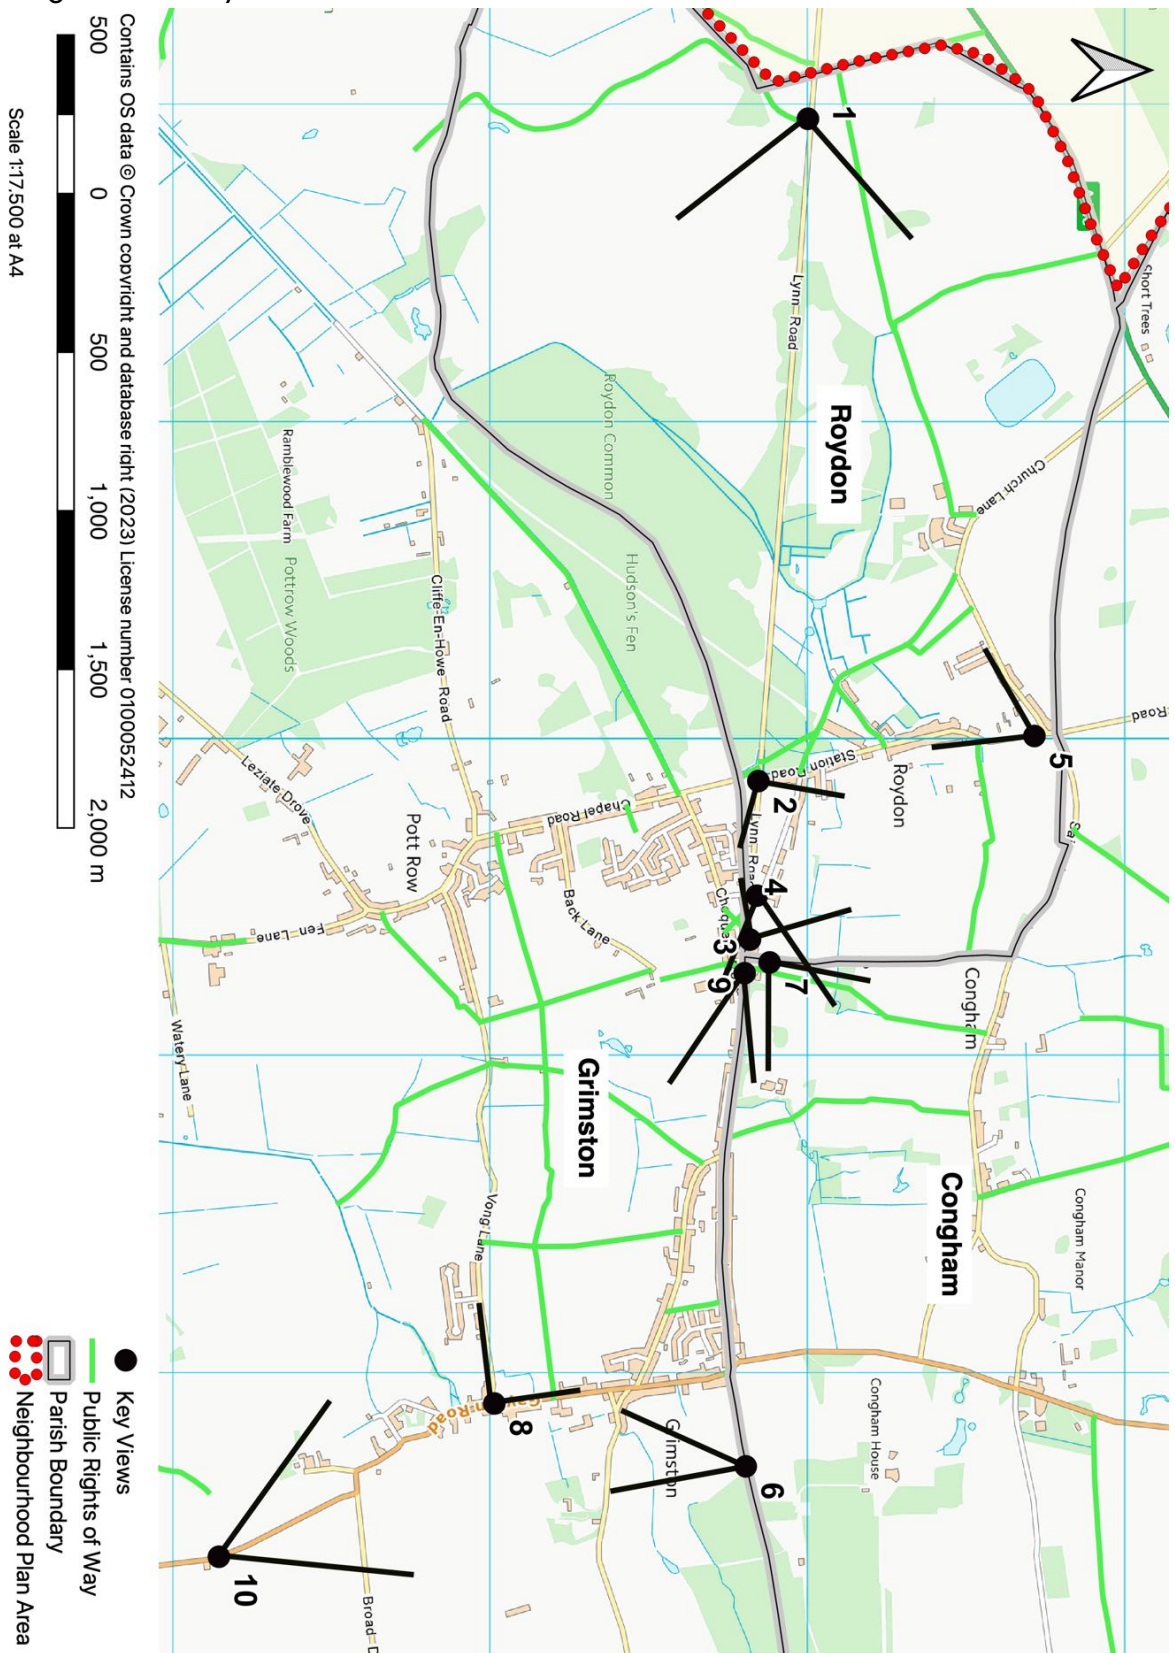 1
Lynn Road
Short Trees
Roydon
Church Lane
Roydon Common
Hudson's Fen
Ramblewood Farm
Pottrow Woods
Cliffe-En-Howe Road
Road
5
Station Road
Roydon
2
Lynn Road
4
Chapel Road
Leziate Drove
Pott Row
Back Lane
Fen Lane
3
9
7
Congham
Watery Lane
Grimston
Congham
Congham Manor
Vong Lane
Congham House
8
Grimston
6
10
Contains OS data © Crown copyright and database right (2023) License number 0100052412
500 0 500 1,000 1,500 2,000 m
Scale 1:17.500 at A4
Key Views
Public Rights of Way
Parish Boundary
Neighbourhood Plan Area